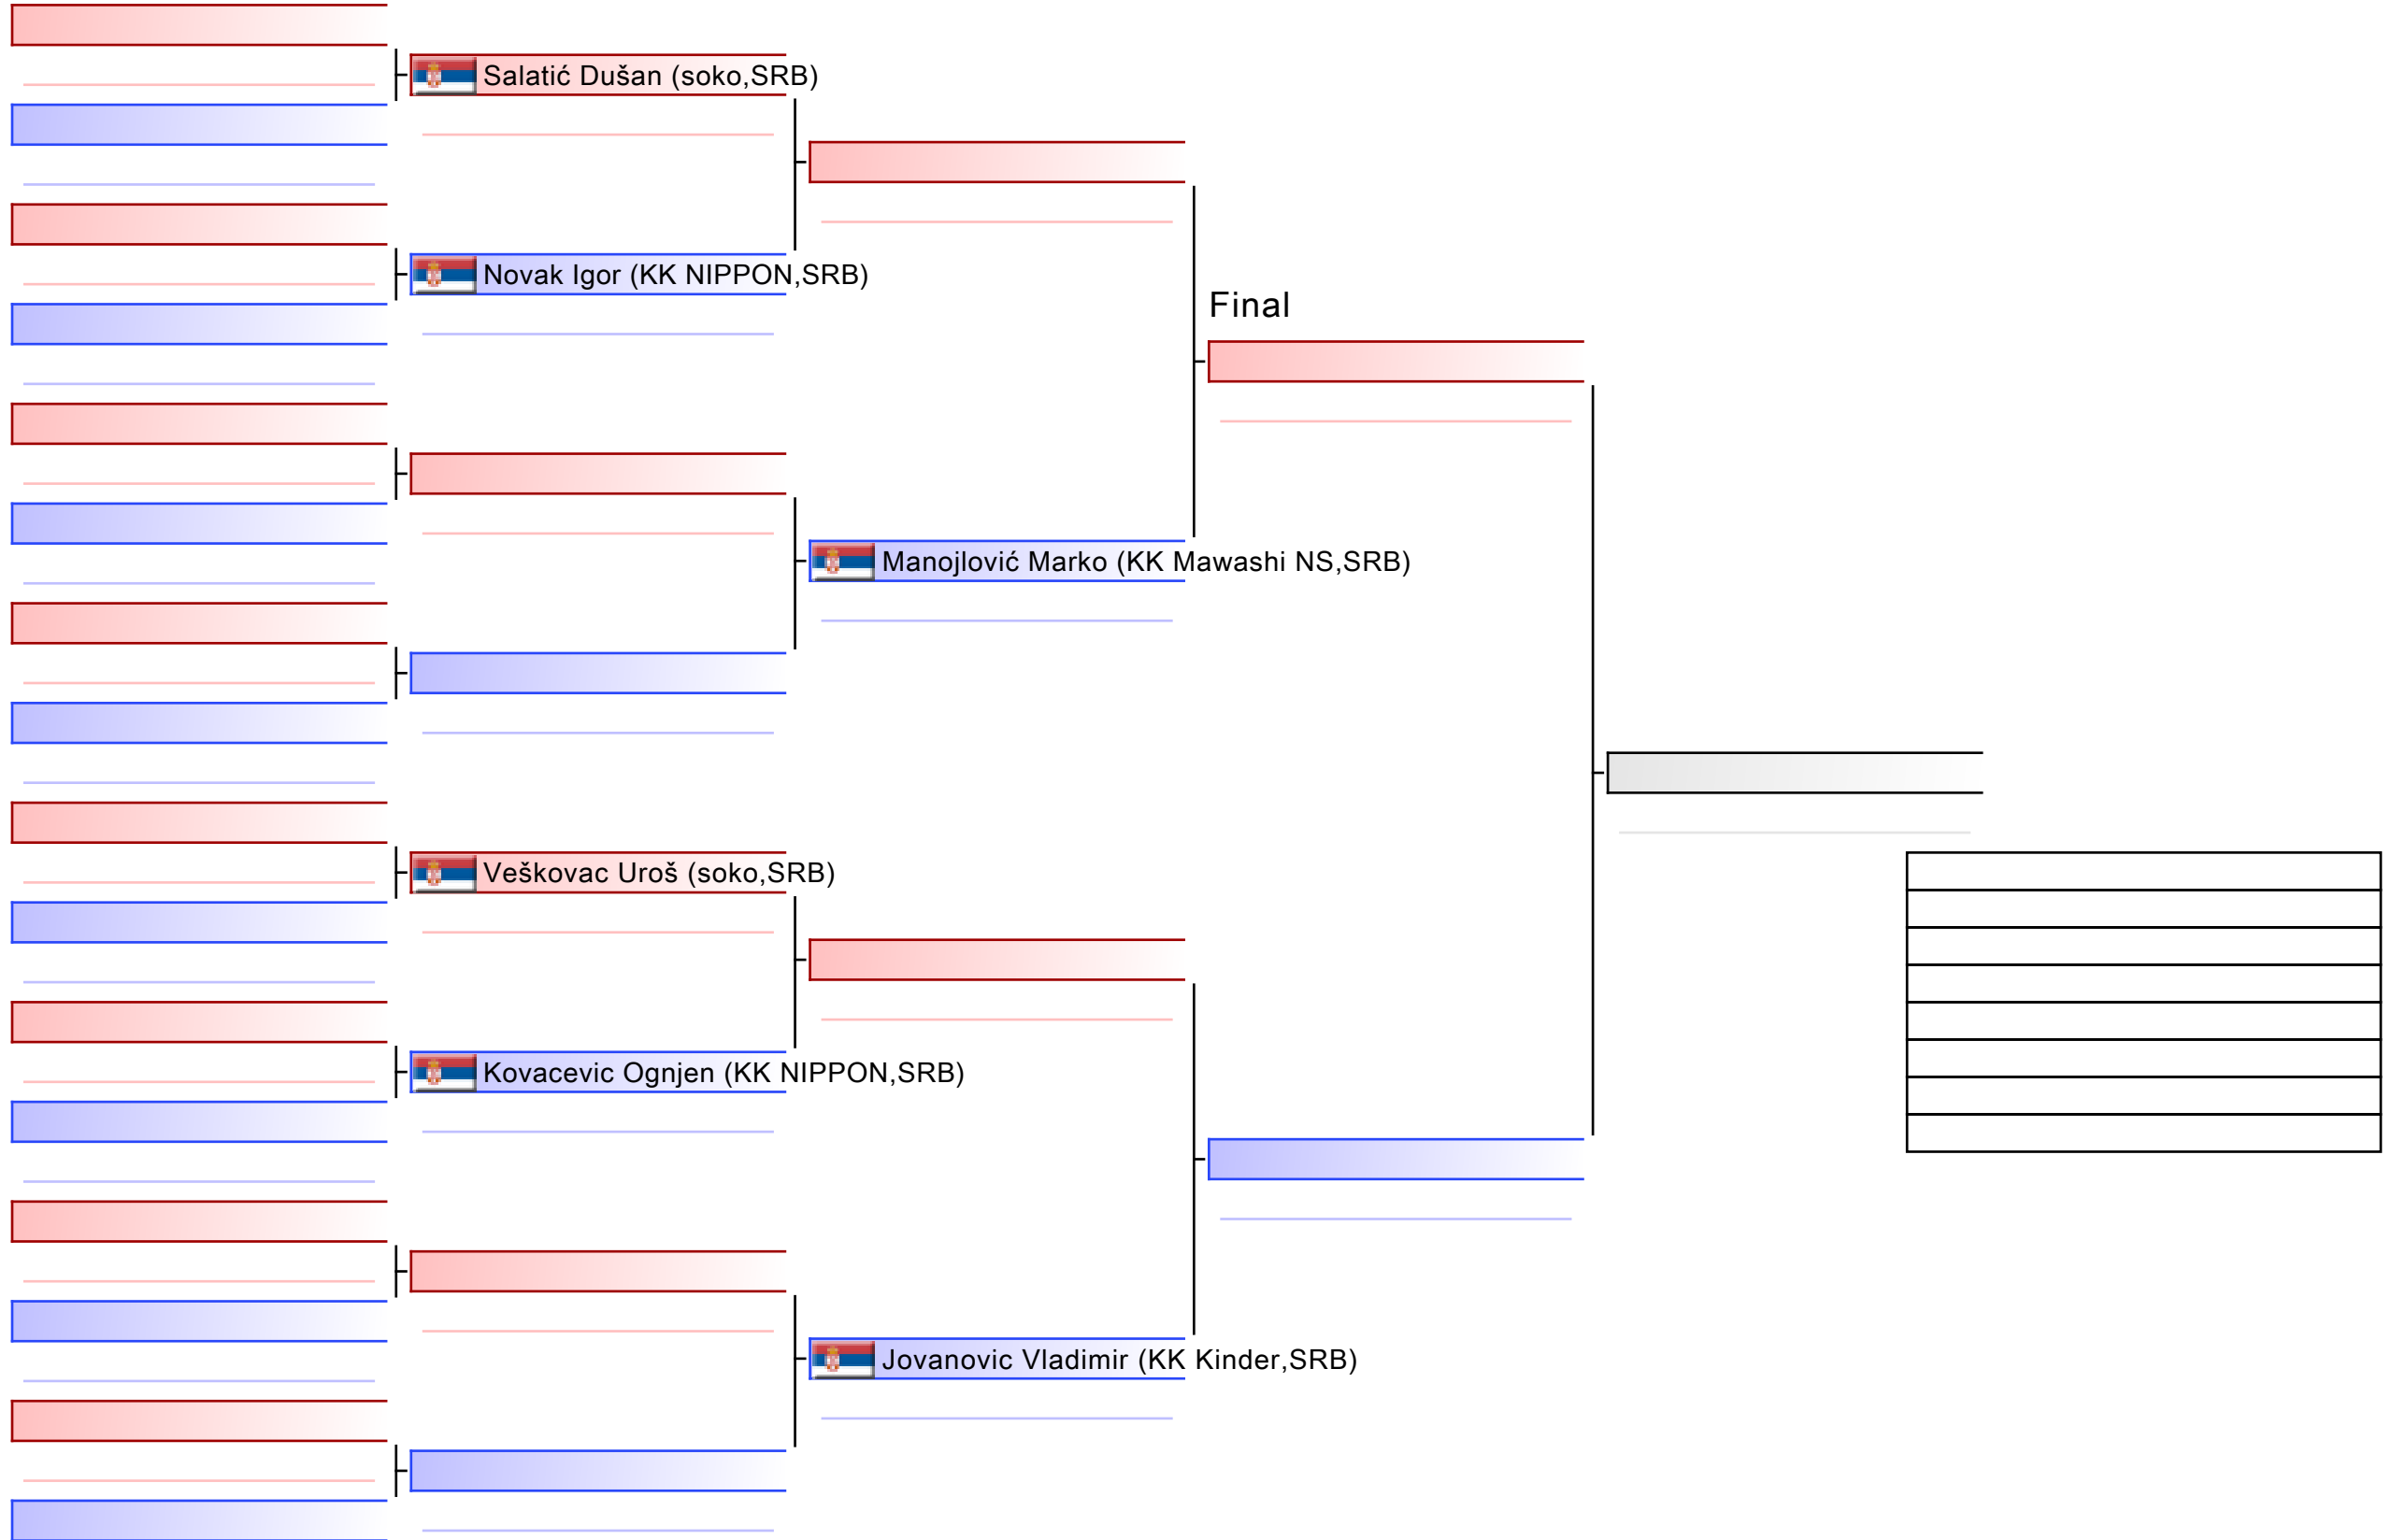 Salatić Dušan (soko,SRB)
Novak Igor (KK NIPPON,SRB)
Final
Manojlović Marko (KK Mawashi NS,SRB)
Veškovac Uroš (soko,SRB)
Kovacevic Ognjen (KK NIPPON,SRB)
Jovanovic Vladimir (KK Kinder,SRB)